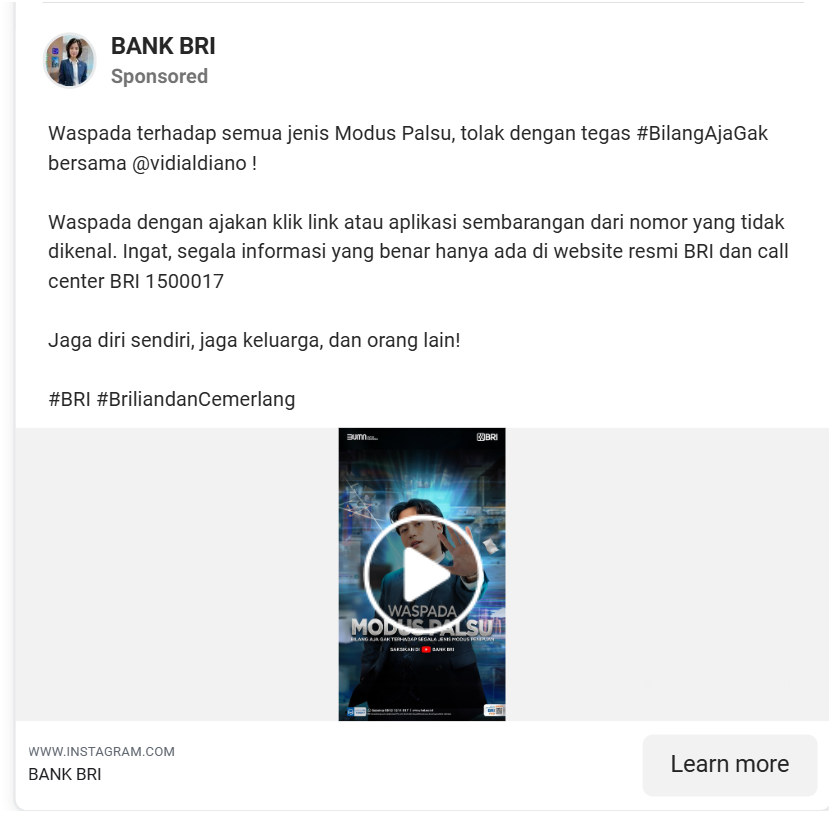 BANK BRI
Sponsored
Waspada terhadap semua jenis Modus Palsu, tolak dengan tegas #BilangAjaGak
bersama @vidialdiano !
Waspada dengan ajakan klik link atau aplikasi sembarangan dari nomor yang tidak
dikenal. Ingat, segala informasi yang benar hanya ada di website resmi BRI dan call
center BRI 1500017
Jaga diri sendiri, jaga keluarga, dan orang lain!
#BRI #BriliandanCemerlang
BUMN
BRI
WASPADA
MODUS PALSU
BILANG AJA GAK TERHADAP SEGALA JENIS MODUS PENIPUAN
SAKSIKAN DI BANK BRI
WWW.INSTAGRAM.COM
BANK BRI
Learn more